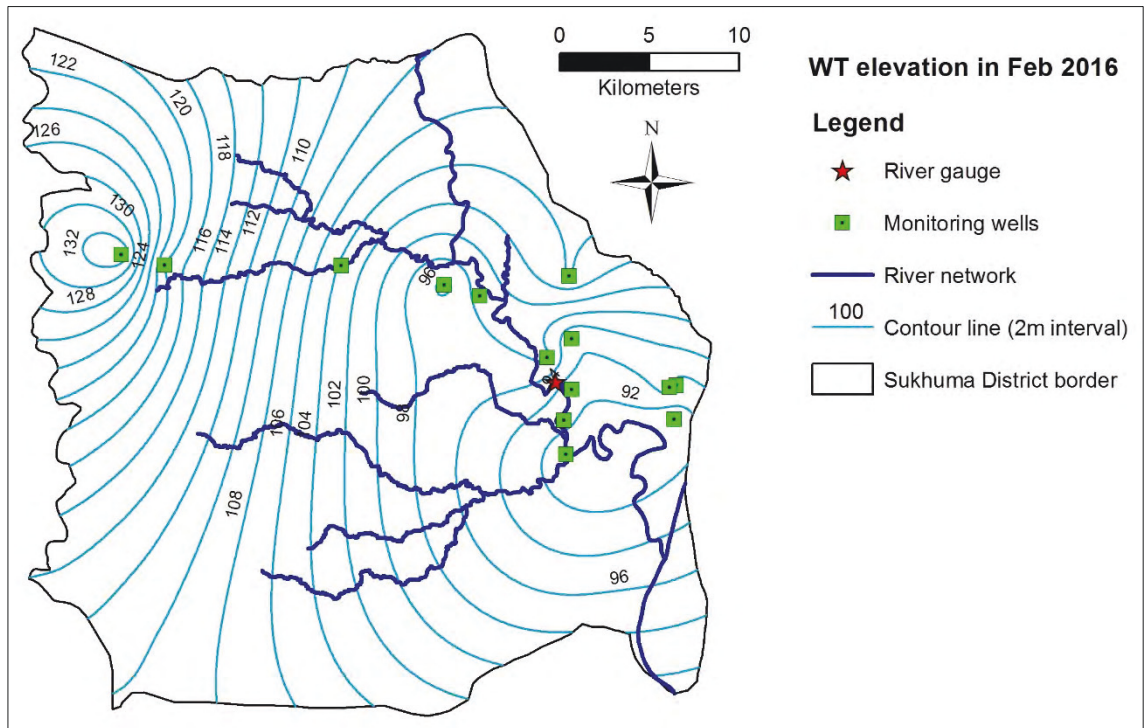 0 5 10
Kilometers
N
WT elevation in Feb 2016
Legend
River gauge
Monitoring wells
River network
100
Contour line (2m interval)
Sukhuma District border
122
120
126
118
110
130
112
132
124
116
114
128
96
102
100
94
92
98
106
104
108
96